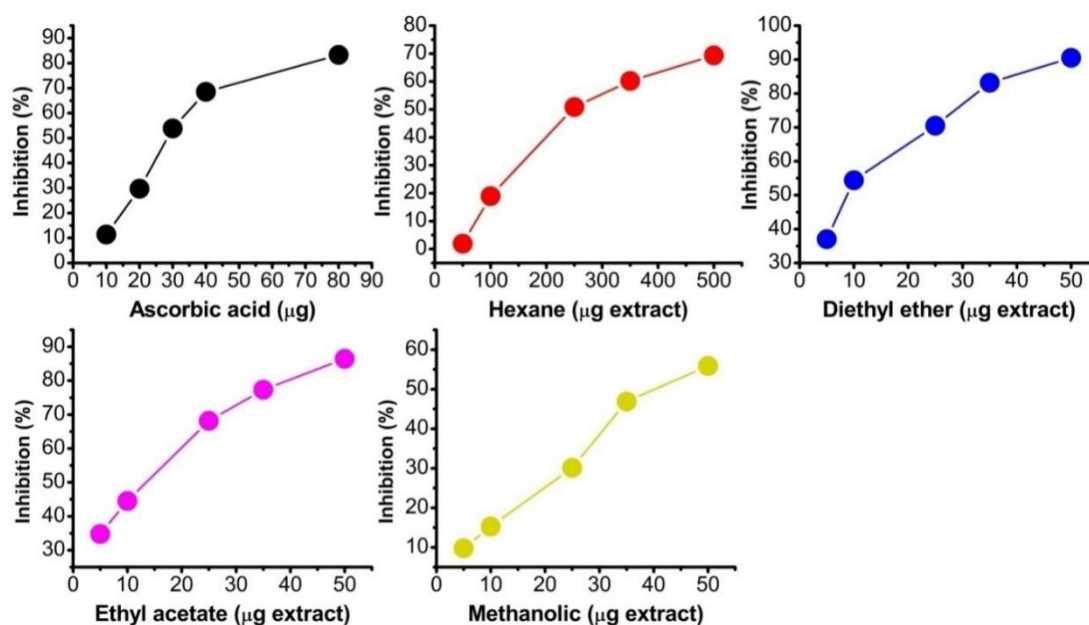 Inhibition (%)
90
80
70
60
50
40
30
20
10
0
0 10 20 30 40 50 60 70 80 90
Ascorbic acid (μg)
Inhibition (%)
80
70
60
50
40
30
20
10
0
0 100 200 300 400 500
Hexane (μg extract)
Inhibition (%)
100
90
80
70
60
50
40
30
0 10 20 30 40 50
Diethyl ether (μg extract)
Inhibition (%)
90
80
70
60
50
40
30
0 10 20 30 40 50
Ethyl acetate (μg extract)
Inhibition (%)
60
50
40
30
20
10
0 10 20 30 40 50
Methanolic (μg extract)